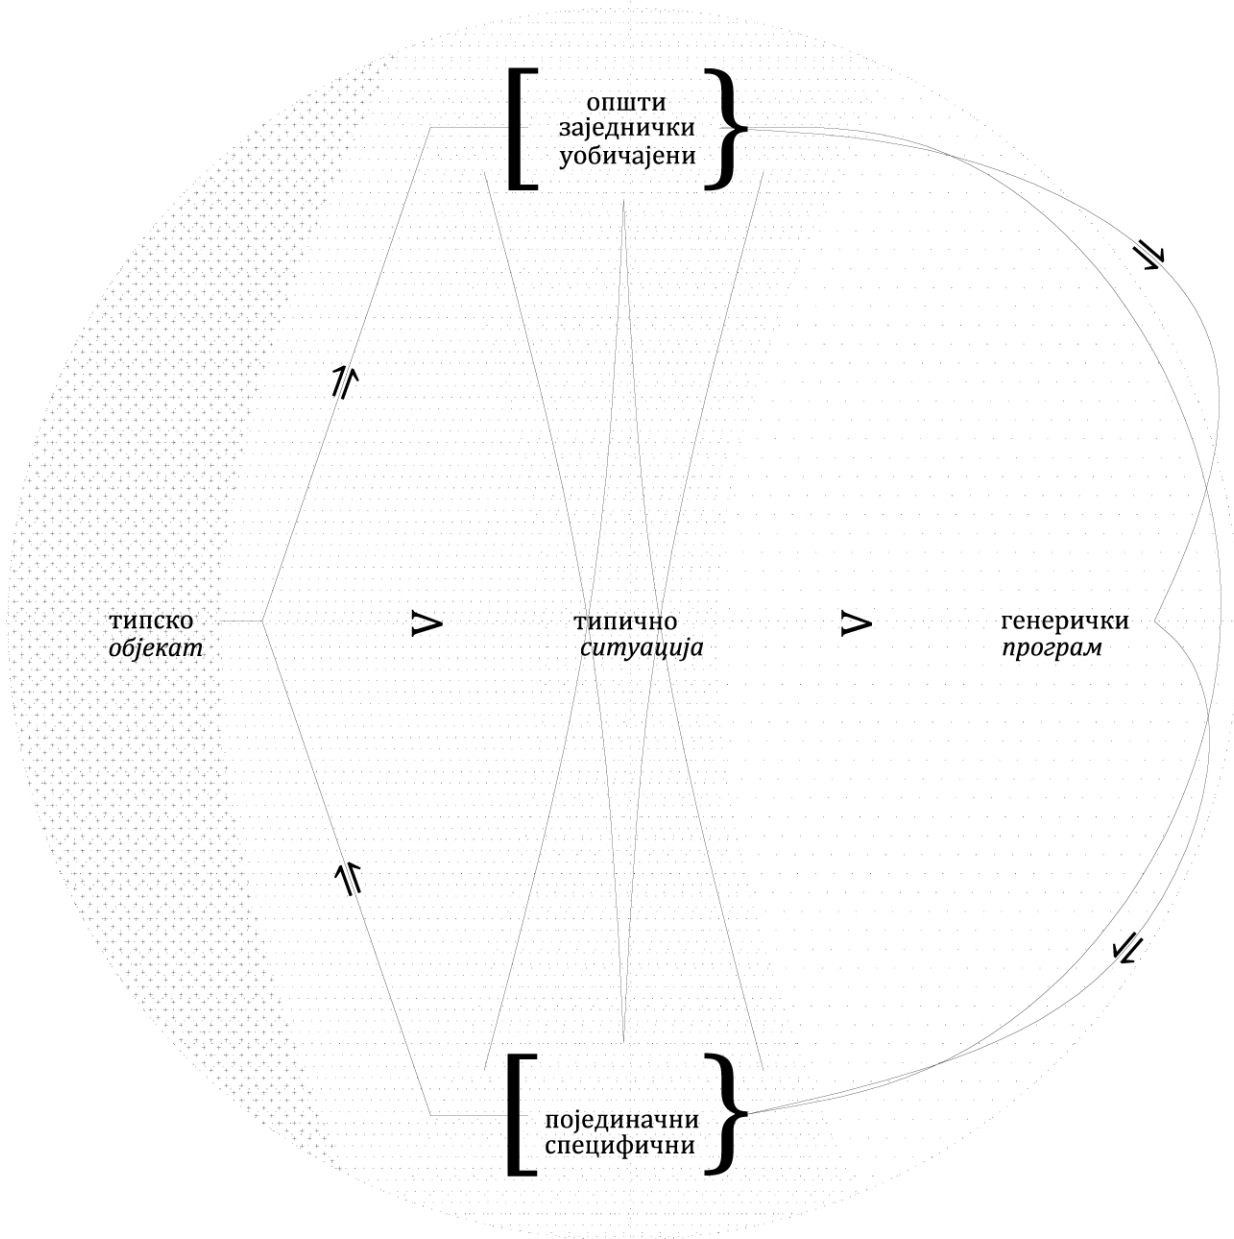 [ општи }
заједнички
уобичајени
типско
објекат
>
типично
ситуација
>
генерички
програм
[ појединачни }
специфични